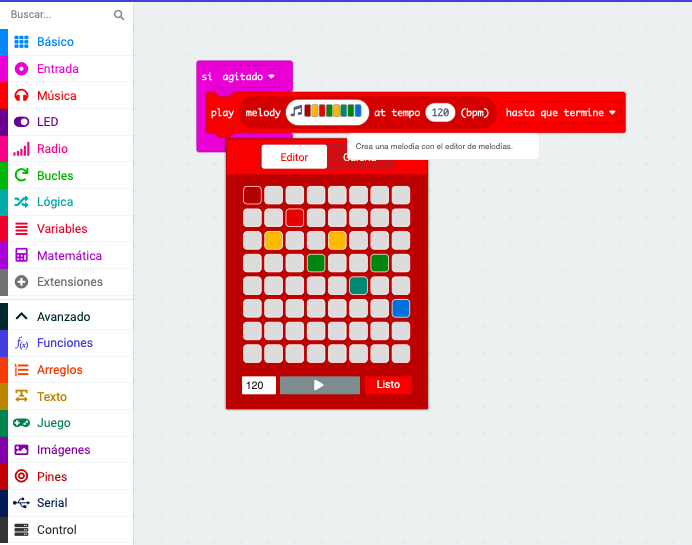 Buscar...
Básico
Entrada
Música
LED
Radio
Bucles
Lógica
Variables
Matemática
Extensiones
Avanzado
Funciones
Arreglos
Texto
Juego
Imágenes
Pines
Serial
Control
si agitado
play melody at tempo 120 (bpm) hasta que termine
Crea una melodía con el editor de melodías.
Editor
120
Listo